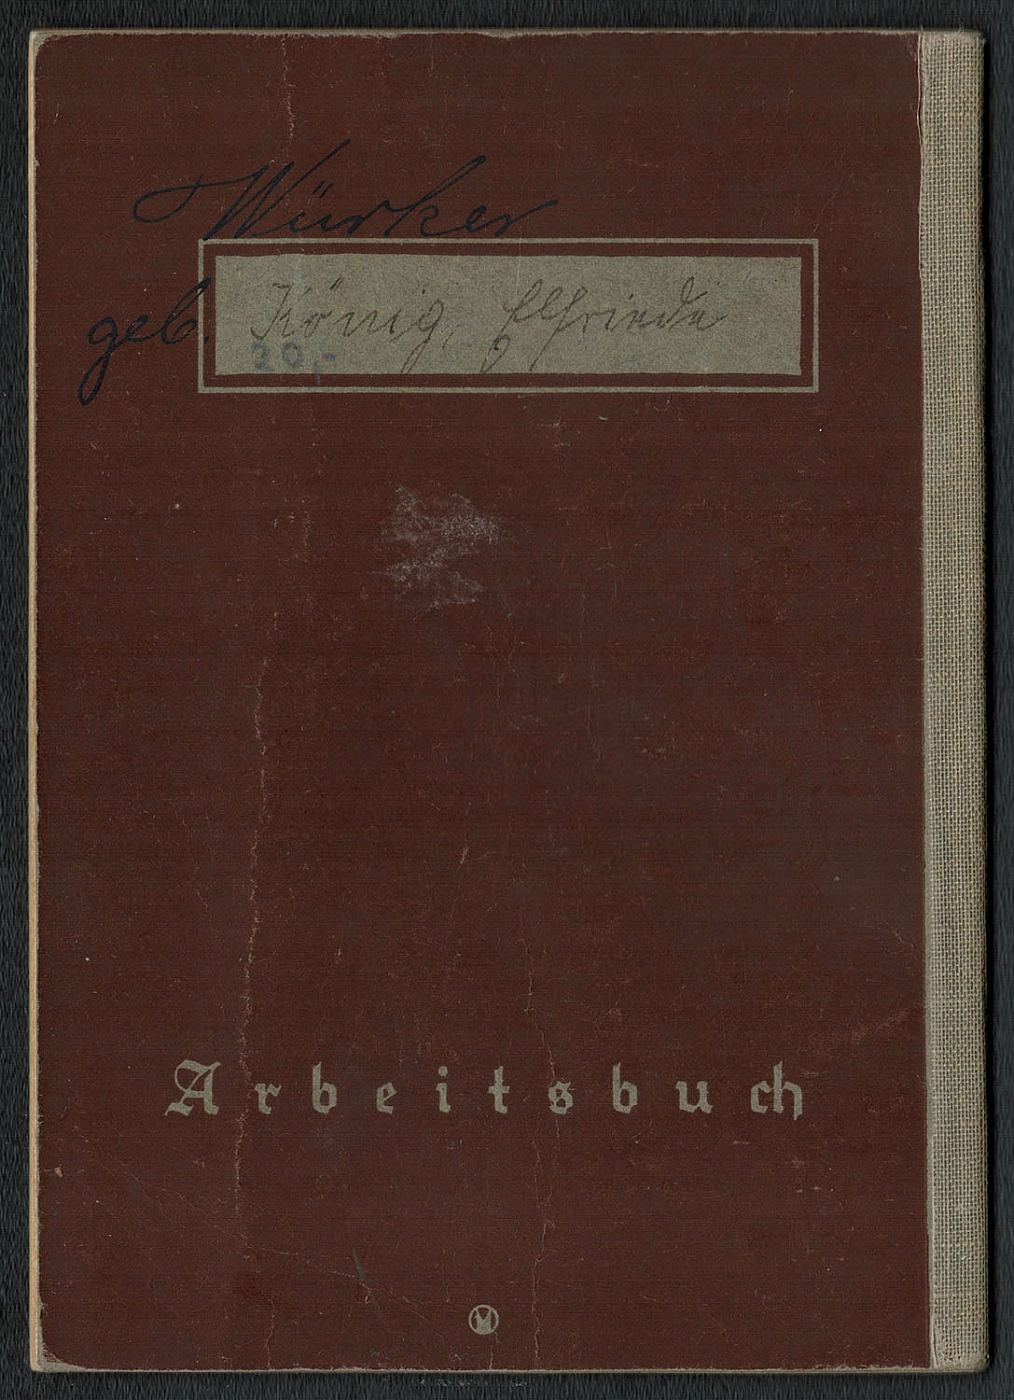 Würker
geb. König, Elfriede
20,-
Arbeitsbuch